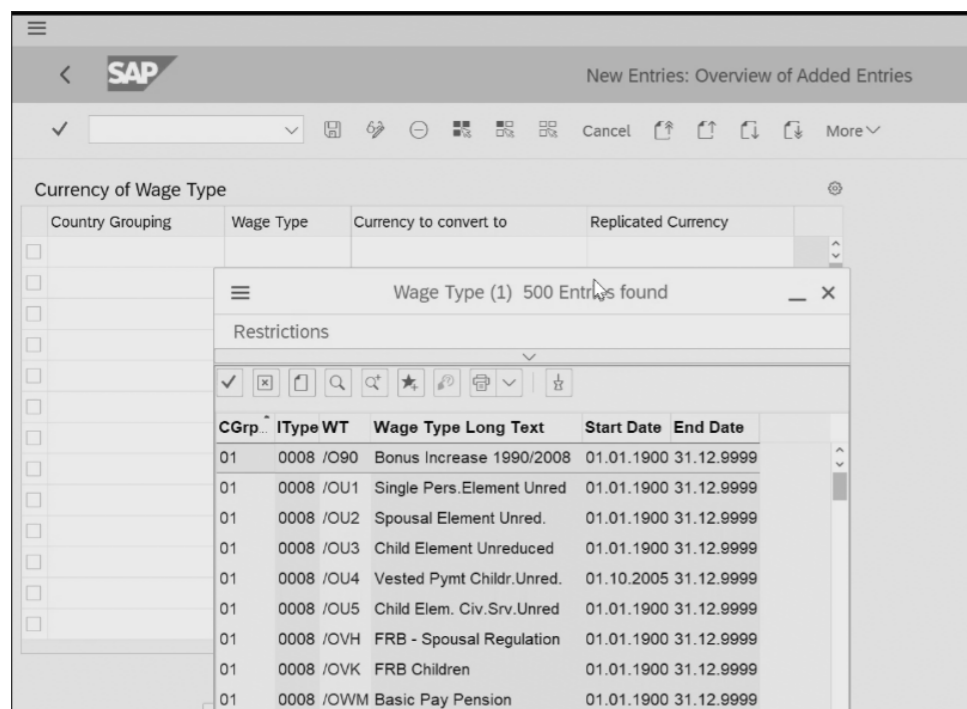 SAP
New Entries: Overview of Added Entries
Cancel More
Currency of Wage Type
Country Grouping Wage Type Currency to convert to Replicated Currency
Wage Type (1) 500 Entries found
Restrictions
CGrp.. IType WT Wage Type Long Text Start Date End Date
01 0008 /O90 Bonus Increase 1990/2008 01.01.1900 31.12.9999
01 0008 /OU1 Single Pers.Element Unred 01.01.1900 31.12.9999
01 0008 /OU2 Spousal Element Unred. 01.01.1900 31.12.9999
01 0008 /OU3 Child Element Unreduced 01.01.1900 31.12.9999
01 0008 /OU4 Vested Pymt Childr.Unred. 01.10.2005 31.12.9999
01 0008 /OU5 Child Elem. Civ.Srv.Unred 01.01.1900 31.12.9999
01 0008 /OVH FRB - Spousal Regulation 01.01.1900 31.12.9999
01 0008 /OVK FRB Children 01.01.1900 31.12.9999
01 0008 /OWM Basic Pay Pension 01.01.1900 31.12.9999